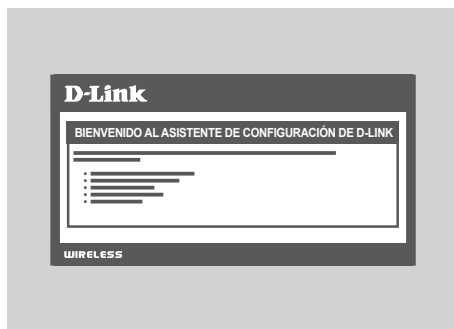 D-Link
BIENVENIDO AL ASISTENTE DE CONFIGURACIÓN DE D-LINK
WIRELESS